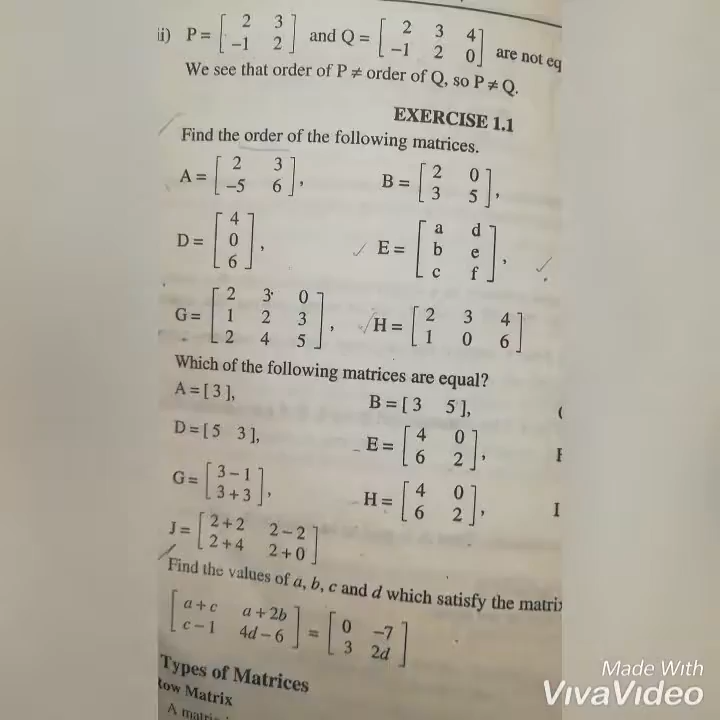 ii) P = [ 2 3 ; -1 2 ] and Q = [ 2 3 4 ; -1 2 0 ] are not eq
We see that order of P ≠ order of Q, so P ≠ Q.
EXERCISE 1.1
Find the order of the following matrices.
A = [ 2 3 ; -5 6 ], B = [ 2 0 ; 3 5 ],
D = [ 4 ; 0 ; 6 ], E = [ a d ; b e ; c f ],
G = [ 2 3 0 ; 1 2 3 ; 2 4 5 ], H = [ 2 3 4 ; 1 0 6 ]
Which of the following matrices are equal?
A = [ 3 ], B = [ 3 5 ],
D = [ 5 3 ], E = [ 4 0 ; 6 2 ],
G = [ 3 – 1 ; 3 + 3 ], H = [ 4 0 ; 6 2 ], I
J = [ 2 + 2 2 – 2 ; 2 + 4 2 + 0 ]
Find the values of a, b, c and d which satisfy the matrix
[ a + c a + 2b ; c – 1 4d – 6 ] = [ 0 -7 ; 3 2d ]
Types of Matrices
Row Matrix
A matrix
Made With
VivaVideo